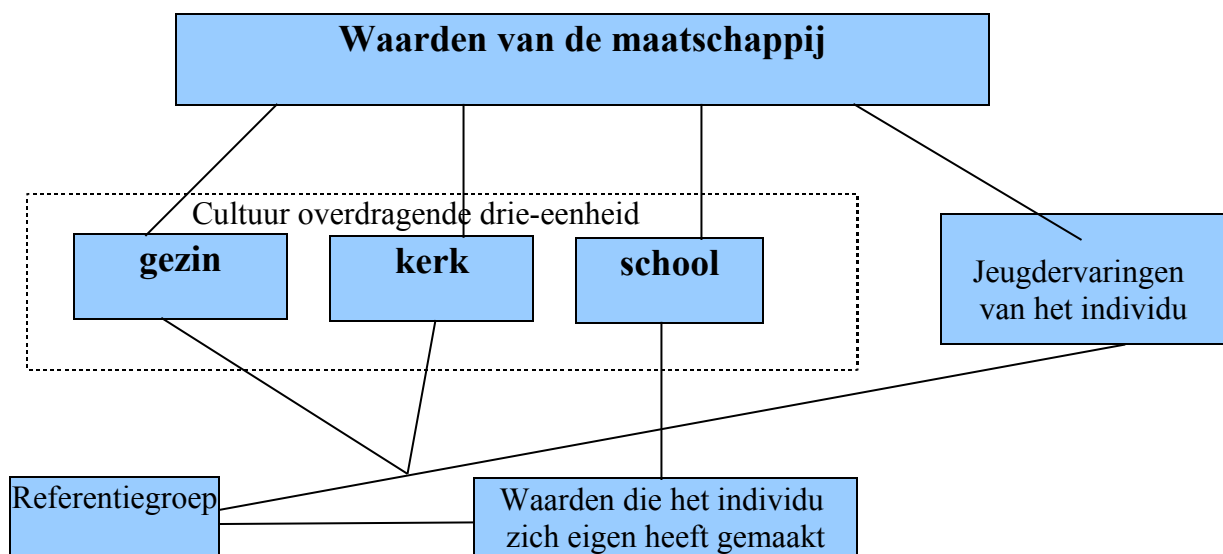 Waarden van de maatschappij
Cultuur overdragende drie-eenheid
gezin
kerk
school
Jeugdervaringen
van het individu
Referentiegroep
Waarden die het individu
zich eigen heeft gemaakt